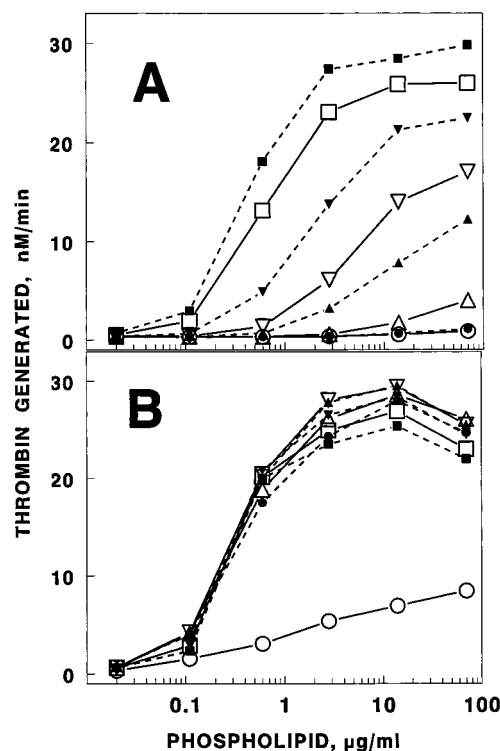 30
A
20
10
0
THROMBIN GENERATED, nM/min
30
B
20
10
0
0.1 1 10 100
PHOSPHOLIPID, µg/ml